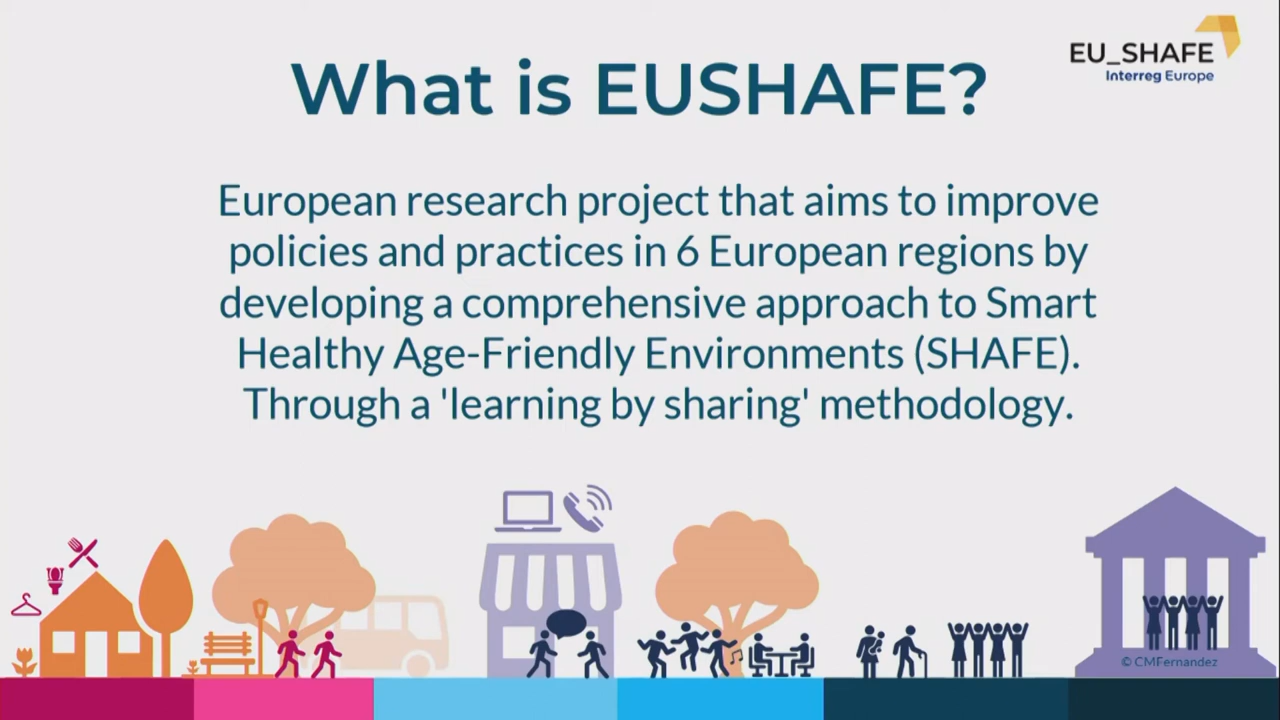 What is EUSHAFE?
EU_SHAFE
Interreg Europe
European research project that aims to improve
policies and practices in 6 European regions by
developing a comprehensive approach to Smart
Healthy Age-Friendly Environments (SHAFE).
Through a 'learning by sharing' methodology.
© CMFernandez